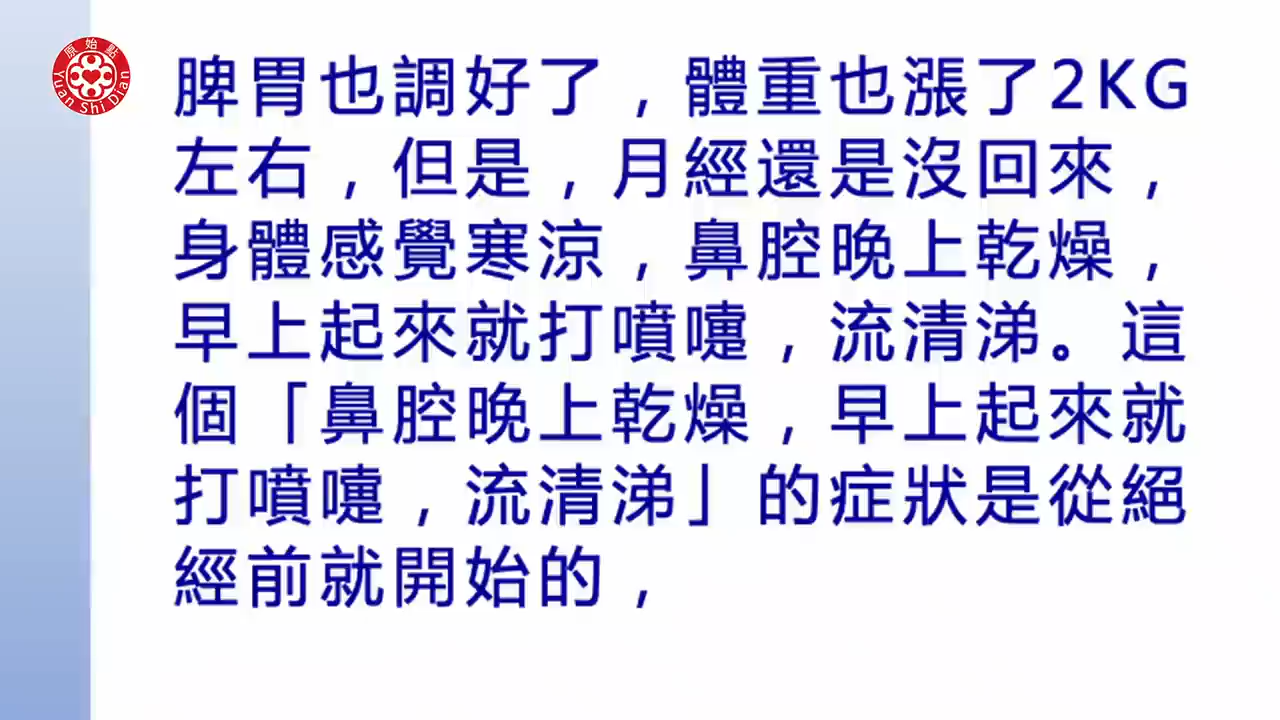 原始點
Yuan Shi Dian
脾胃也調好了，體重也漲了2KG
左右，但是，月經還是沒回來，
身體感覺寒涼，鼻腔晚上乾燥，
早上起來就打噴嚏，流清涕。這
個「鼻腔晚上乾燥，早上起來就
打噴嚏，流清涕」的症狀是從絕
經前就開始的，